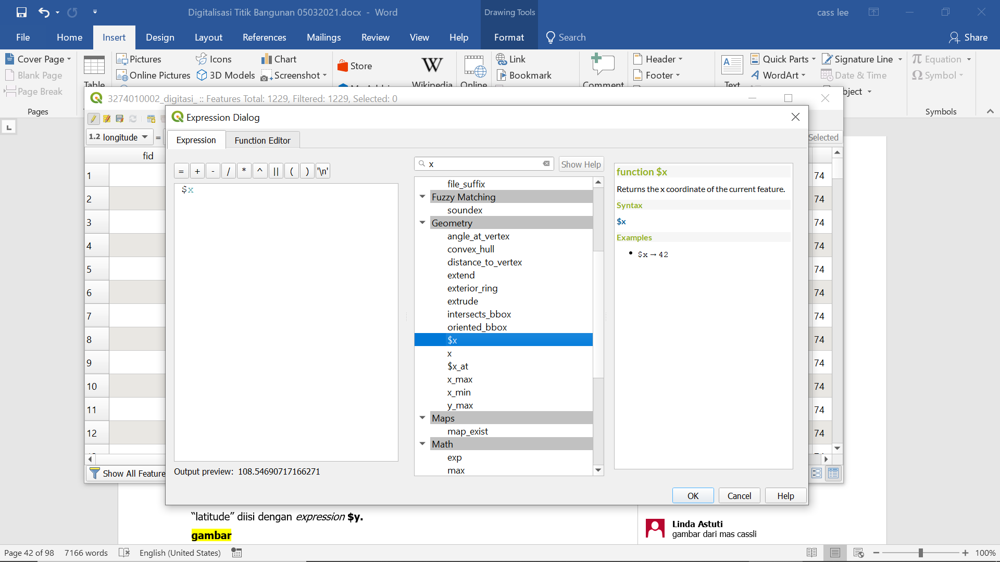 Digitalisasi Titik Bangunan 05032021.docx - Word
Drawing Tools
cass lee
File
Home
Insert
Design
Layout
References
Mailings
Review
View
Help
Format
Search
Share
Cover Page
Blank Page
Page Break
Pages
Table
Pictures
Online Pictures
Icons
3D Models
Chart
Screenshot
Store
Wikipedia
Online
Link
Bookmark
Comment
Header
Footer
Text
Quick Parts
WordArt
bject
Signature Line
Date & Time
Equation
Symbol
Symbols
3274010002_digitasi_ :: Features Total: 1229, Filtered: 1229, Selected: 0
1.2 longitude
=
Selected
fid
1
2
3
4
5
6
7
8
9
10
11
12
74
74
74
74
74
74
74
74
74
74
74
74
Show All Feature
Expression Dialog
Expression
Function Editor
= + - / * ^ || ( ) '\n'
$x
Output preview: 108.54690717166271
x
Show Help
file_suffix
Fuzzy Matching
soundex
Geometry
angle_at_vertex
convex_hull
distance_to_vertex
extend
exterior_ring
extrude
intersects_bbox
oriented_bbox
$x
x
$x_at
x_max
x_min
y_max
Maps
map_exist
Math
exp
max
function $x
Returns the x coordinate of the current feature.
Syntax
$x
Examples
• $x → 42
OK
Cancel
Help
“latitude” diisi dengan expression $y.
gambar
Linda Astuti
gambar dari mas cassli
Page 42 of 98
7166 words
English (United States)
100%